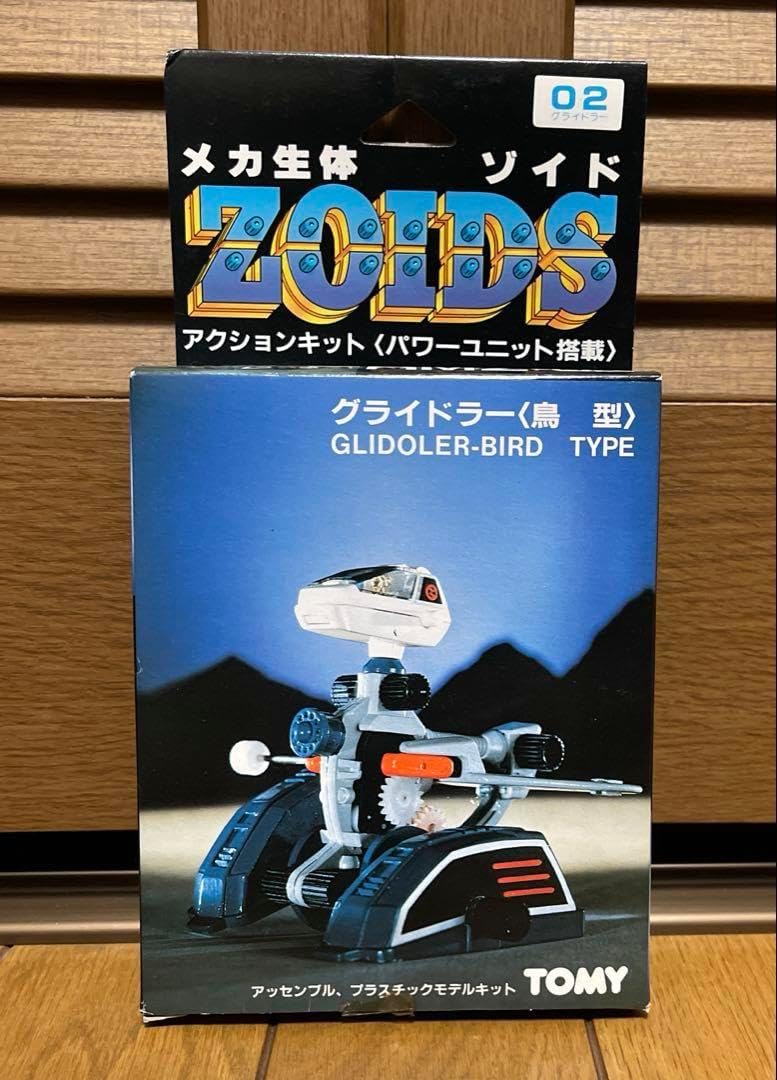 02
グライドラー
メカ生体 ゾイド
ZOIDS
アクションキット〈パワーユニット搭載〉
グライドラー〈鳥 型〉
GLIDOLER-BIRD TYPE
アッセンブル、プラスチックモデルキット TOMY